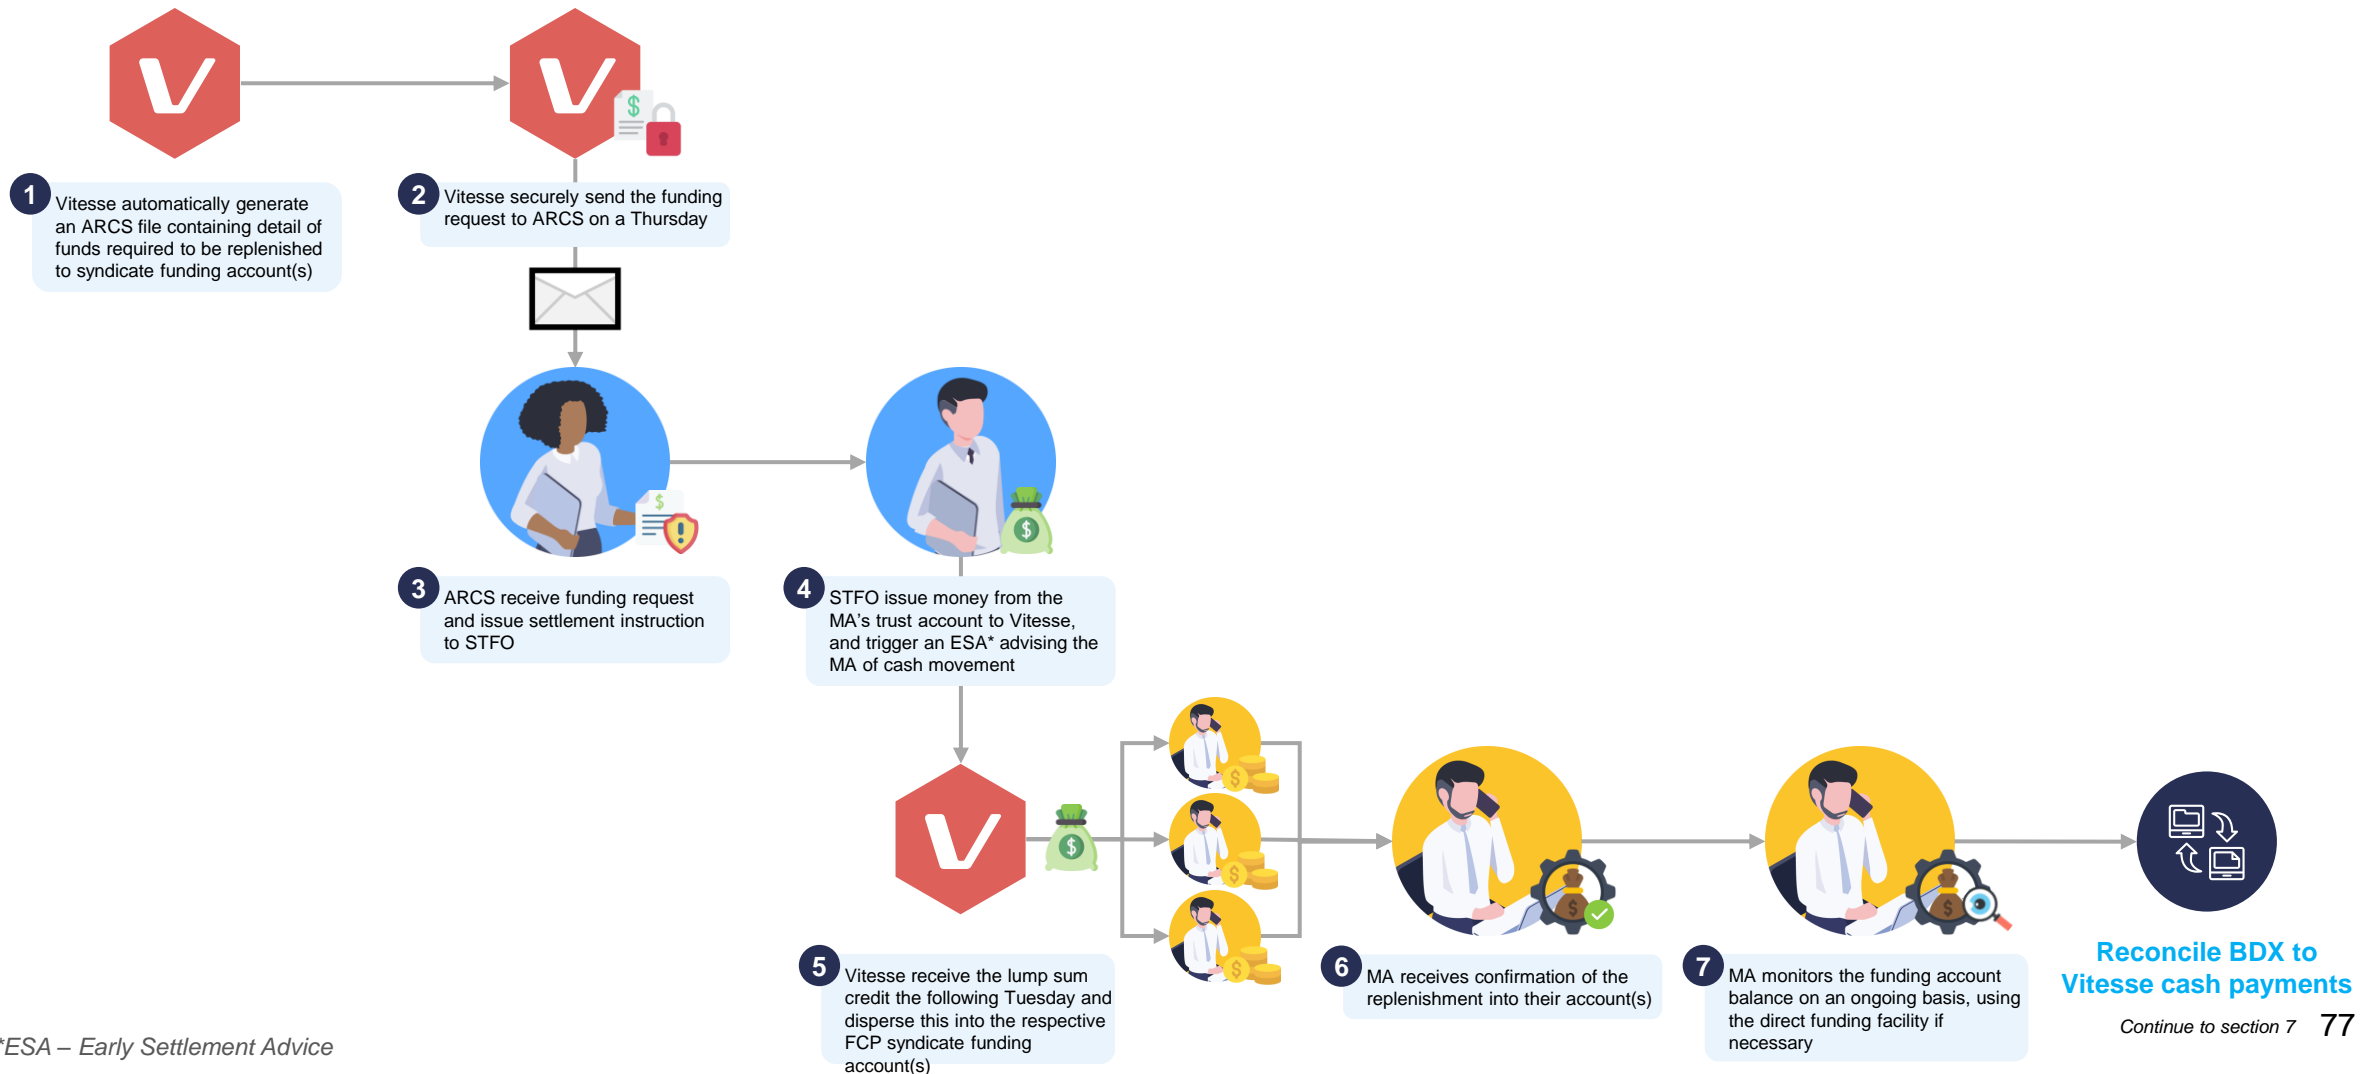 1
Vitesse automatically generate
an ARCS file containing detail of
funds required to be replenished
to syndicate funding account(s)
2
Vitesse securely send the funding
request to ARCS on a Thursday
3
ARCS receive funding request
and issue settlement instruction
to STFO
4
STFO issue money from the
MA's trust account to Vitesse,
and trigger an ESA* advising the
MA of cash movement
5
Vitesse receive the lump sum
credit the following Tuesday and
disperse this into the respective
FCP syndicate funding
account(s)
6
MA receives confirmation of the
replenishment into their account(s)
7
MA monitors the funding account
balance on an ongoing basis, using
the direct funding facility if
necessary
Reconcile BDX to
Vitesse cash payments
Continue to section 7 77
*ESA – Early Settlement Advice